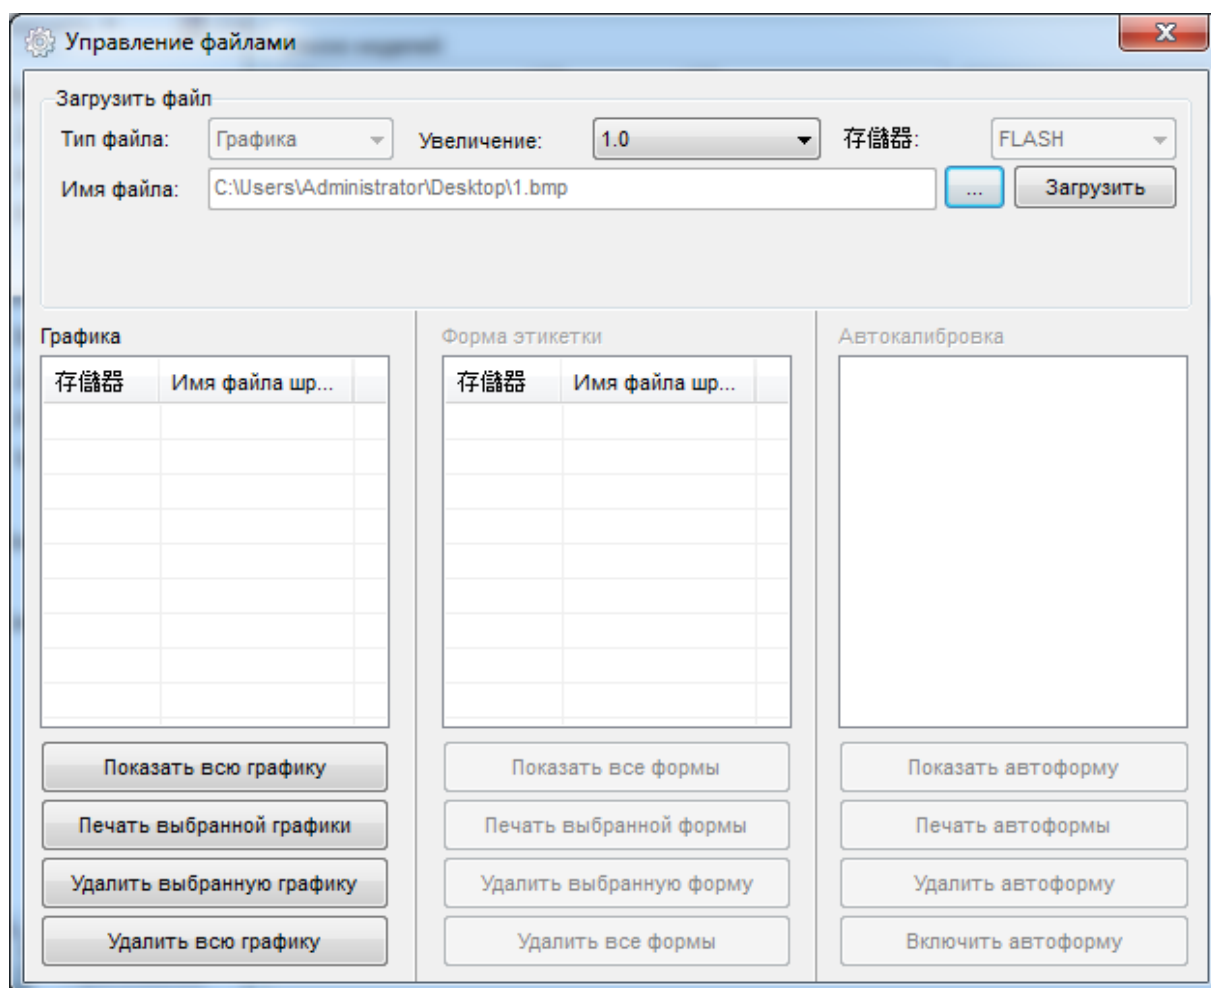 Управление файлами
Загрузить файл
Тип файла: Графика Увеличение: 1.0 存儲器: FLASH
Имя файла: C:\Users\Administrator\Desktop\1.bmp ... Загрузить
Графика Форма этикетки Автокалибровка
存儲器 Имя файла шр... 存儲器 Имя файла шр...
Показать всю графику Показать все формы Показать автоформу
Печать выбранной графики Печать выбранной формы Печать автоформы
Удалить выбранную графику Удалить выбранную форму Удалить автоформу
Удалить всю графику Удалить все формы Включить автоформу